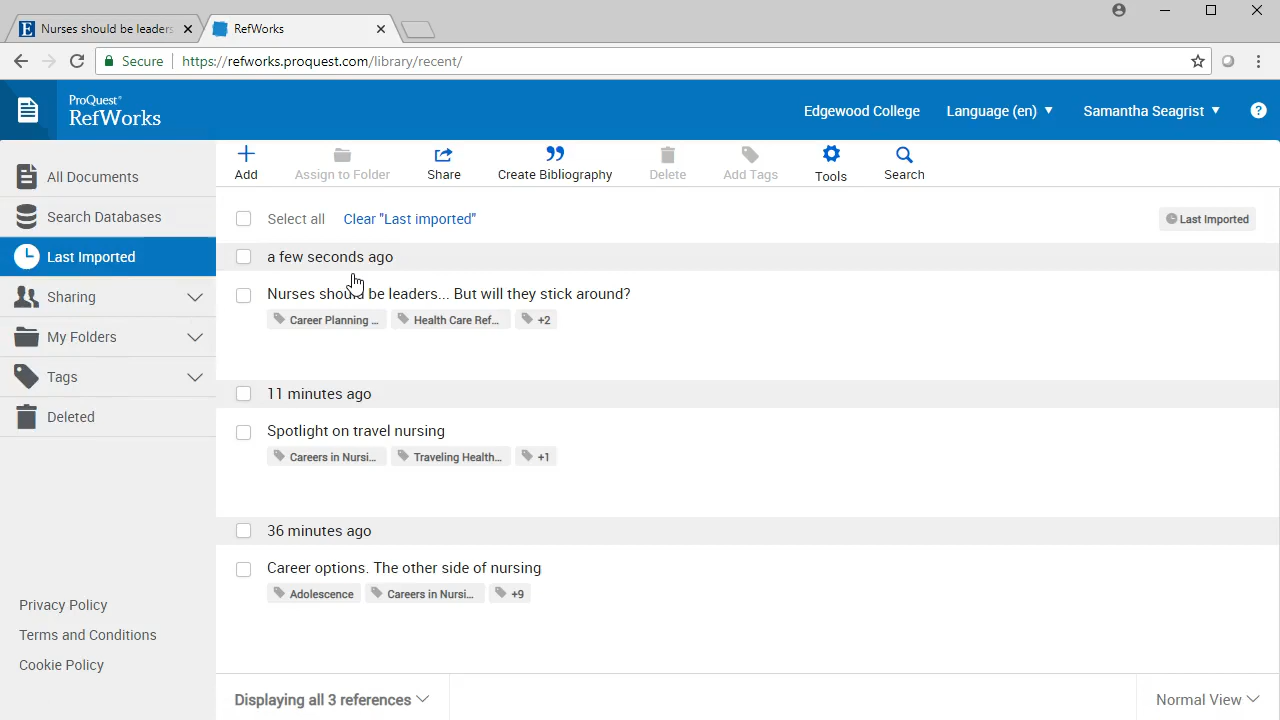 Nurses should be leaders
RefWorks
Secure
https://refworks.proquest.com/library/recent/
ProQuest
RefWorks
Edgewood College
Language (en)
Samantha Seagrist
?
Add
Assign to Folder
Share
Create Bibliography
Delete
Add Tags
Tools
Search
All Documents
Search Databases
Last Imported
Sharing
My Folders
Tags
Deleted
Privacy Policy
Terms and Conditions
Cookie Policy
Select all
Clear "Last imported"
Last Imported
a few seconds ago
Nurses should be leaders... But will they stick around?
Career Planning ...
Health Care Ref...
+2
11 minutes ago
Spotlight on travel nursing
Careers in Nursi...
Traveling Health...
+1
36 minutes ago
Career options. The other side of nursing
Adolescence
Careers in Nursi...
+9
Displaying all 3 references
Normal View